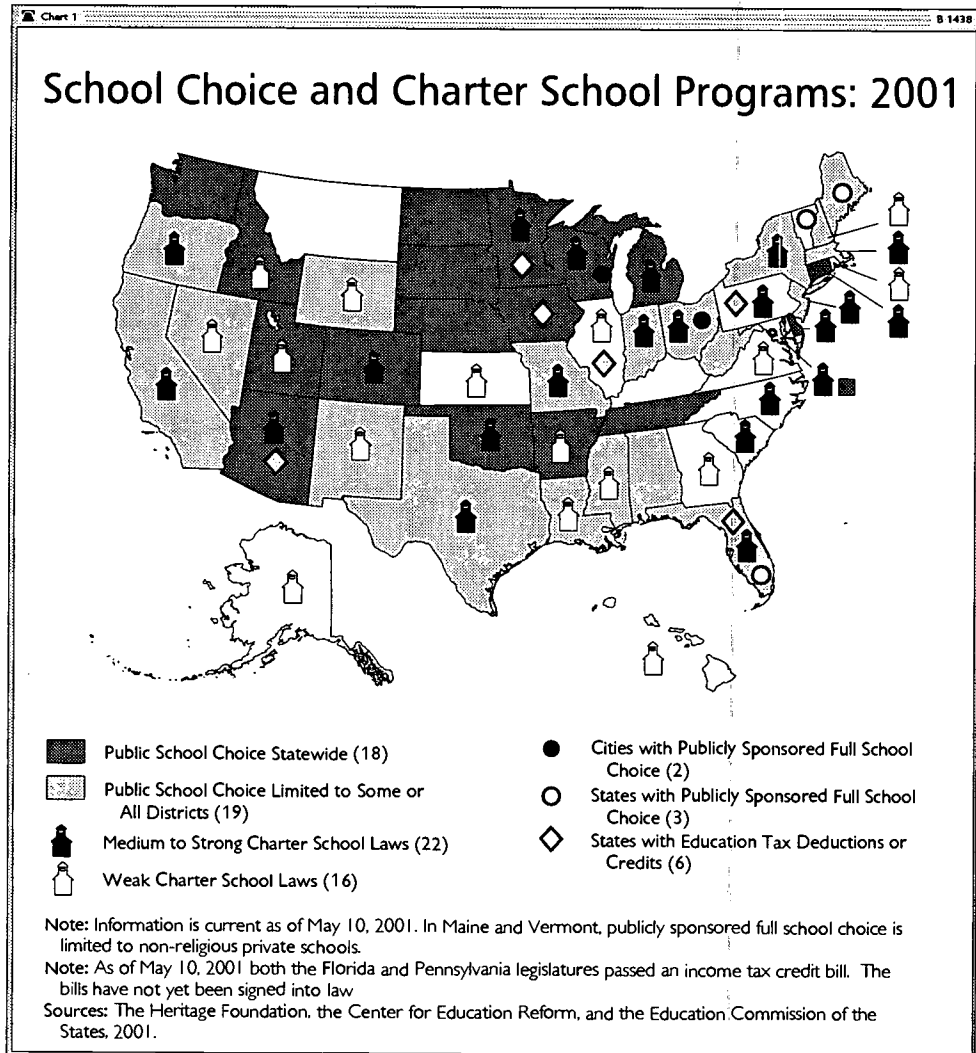 Chart 1
B 1438
School Choice and Charter School Programs: 2001
Public School Choice Statewide (18)
Public School Choice Limited to Some or
All Districts (19)
Medium to Strong Charter School Laws (22)
Weak Charter School Laws (16)
Cities with Publicly Sponsored Full School
Choice (2)
States with Publicly Sponsored Full School
Choice (3)
States with Education Tax Deductions or
Credits (6)
Note: Information is current as of May 10, 2001. In Maine and Vermont, publicly sponsored full school choice is
limited to non-religious private schools.
Note: As of May 10, 2001 both the Florida and Pennsylvania legislatures passed an income tax credit bill. The
bills have not yet been signed into law
Sources: The Heritage Foundation, the Center for Education Reform, and the Education Commission of the
States, 2001.